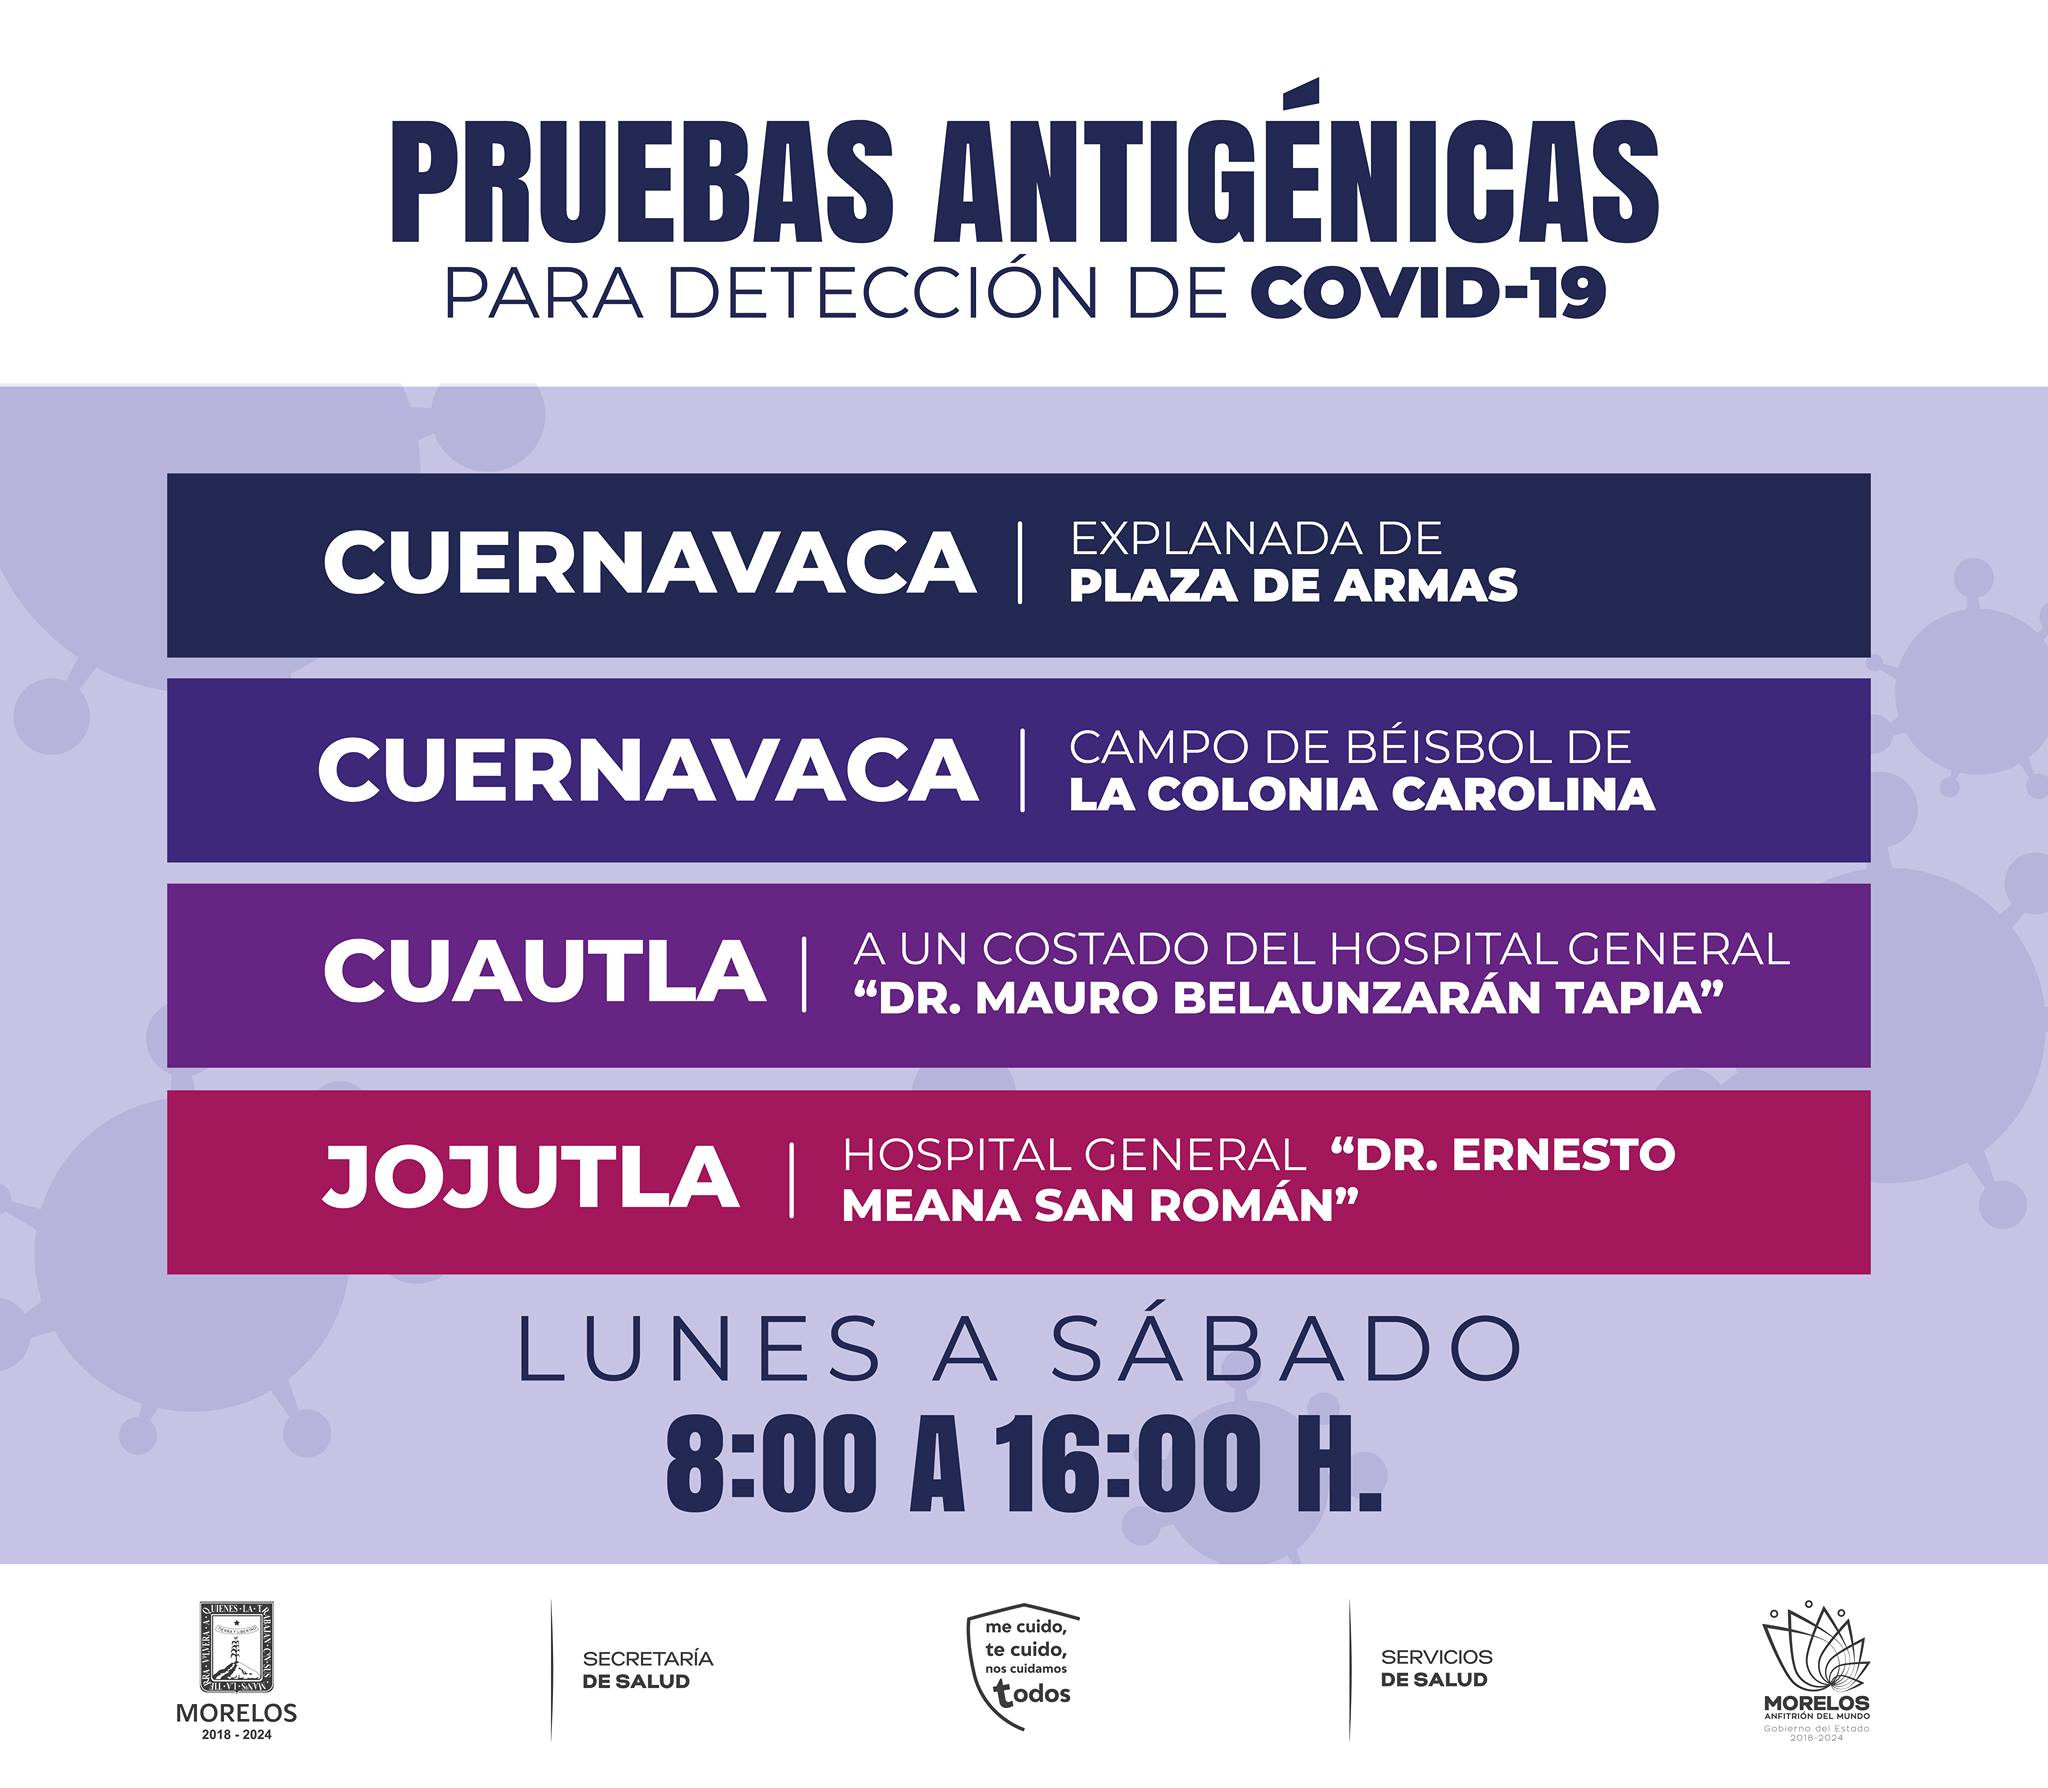 PRUEBAS ANTIGÉNICAS
PARA DETECCIÓN DE COVID-19
CUERNAVACA
EXPLANADA DE
PLAZA DE ARMAS
CUERNAVACA
CAMPO DE BÉISBOL DE
LA COLONIA CAROLINA
CUAUTLA
A UN COSTADO DEL HOSPITAL GENERAL
“DR. MAURO BELAUNZARÁN TAPIA”
JOJUTLA
HOSPITAL GENERAL “DR. ERNESTO
MEANA SAN ROMÁN”
LUNES A SÁBADO
8:00 A 16:00 H.
MORELOS
2018 - 2024
SECRETARÍA
DE SALUD
me cuido,
te cuido,
nos cuidamos
todos
SERVICIOS
DE SALUD
MORELOS
ANFITRIÓN DEL MUNDO
Gobierno del Estado
2018-2024